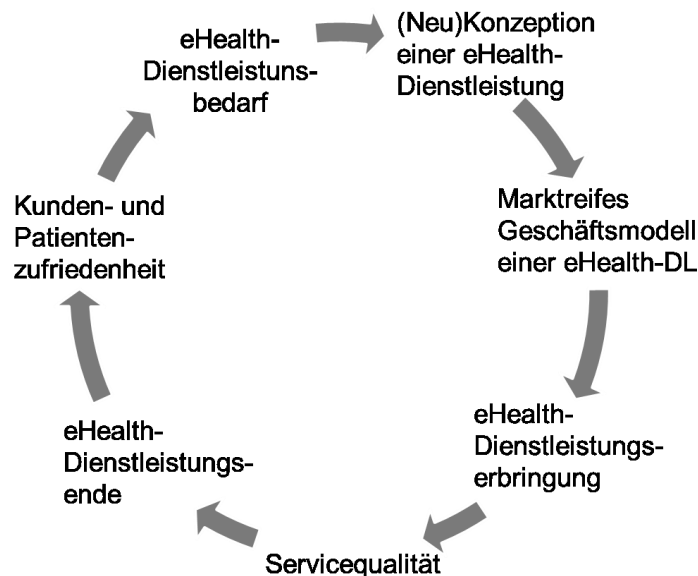 eHealth-
Dienstleistuns-
bedarf
(Neu)Konzeption
einer eHealth-
Dienstleistung
Marktreifes
Geschäftsmodell
einer eHealth-DL
eHealth-
Dienstleistungs-
erbringung
Servicequalität
eHealth-
Dienstleistungs-
ende
Kunden- und
Patienten-
zufriedenheit